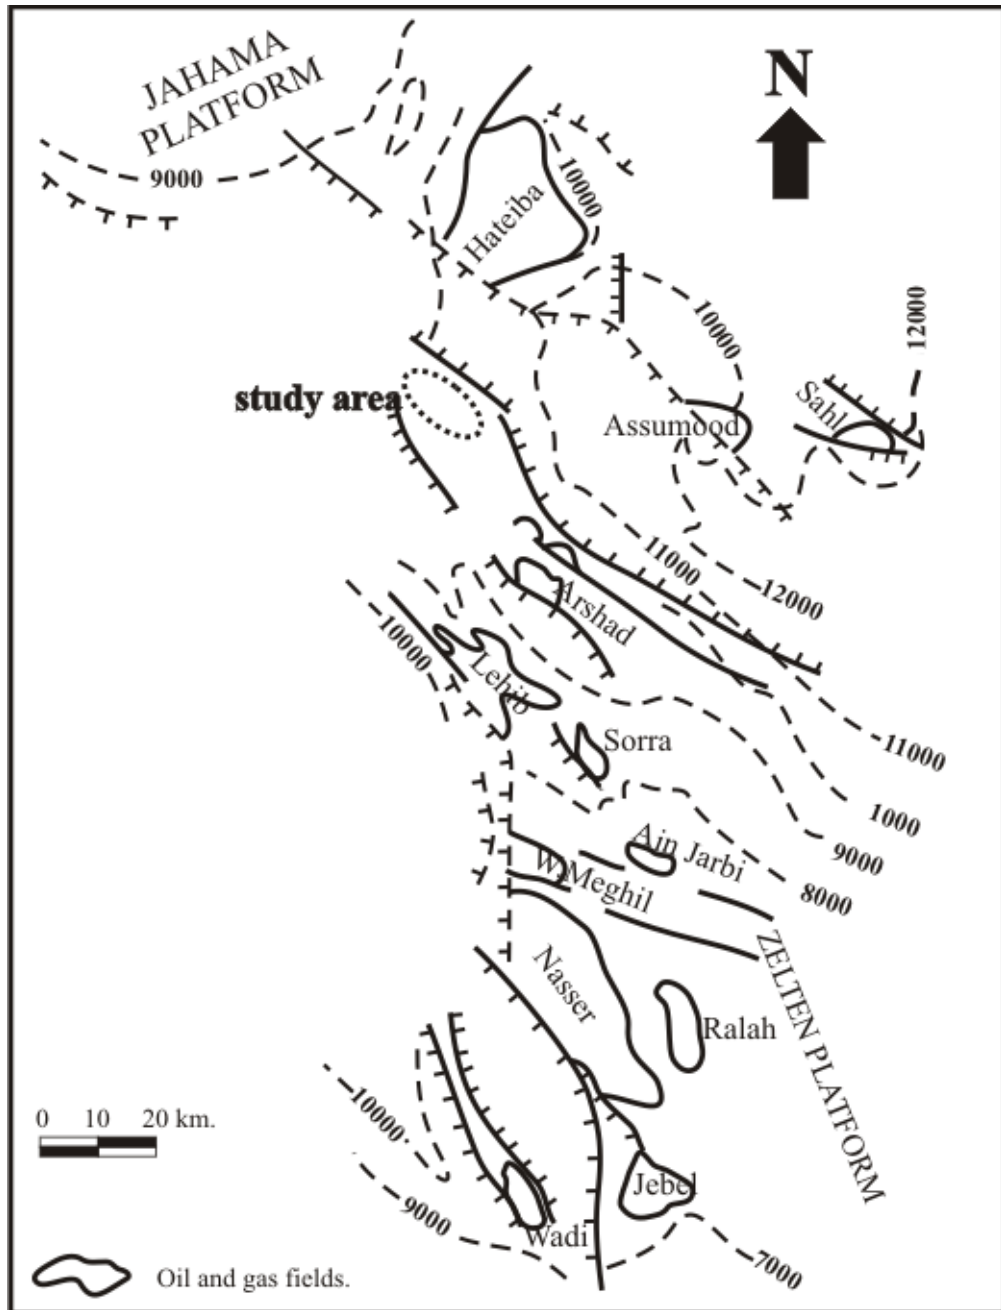 JAHAMA
PLATFORM
N
9000
Hateiba
10000
10000
12000
study area
Assumood
Sahl
11000
12000
Arshad
10000
Lehib
Sorra
11000
1000
9000
Ain Jarbi
W.Meghil
8000
ZELTEN PLATFORM
Nasser
Ralah
10000
0 10 20 km.
Jebel
9000
Wadi
7000
Oil and gas fields.